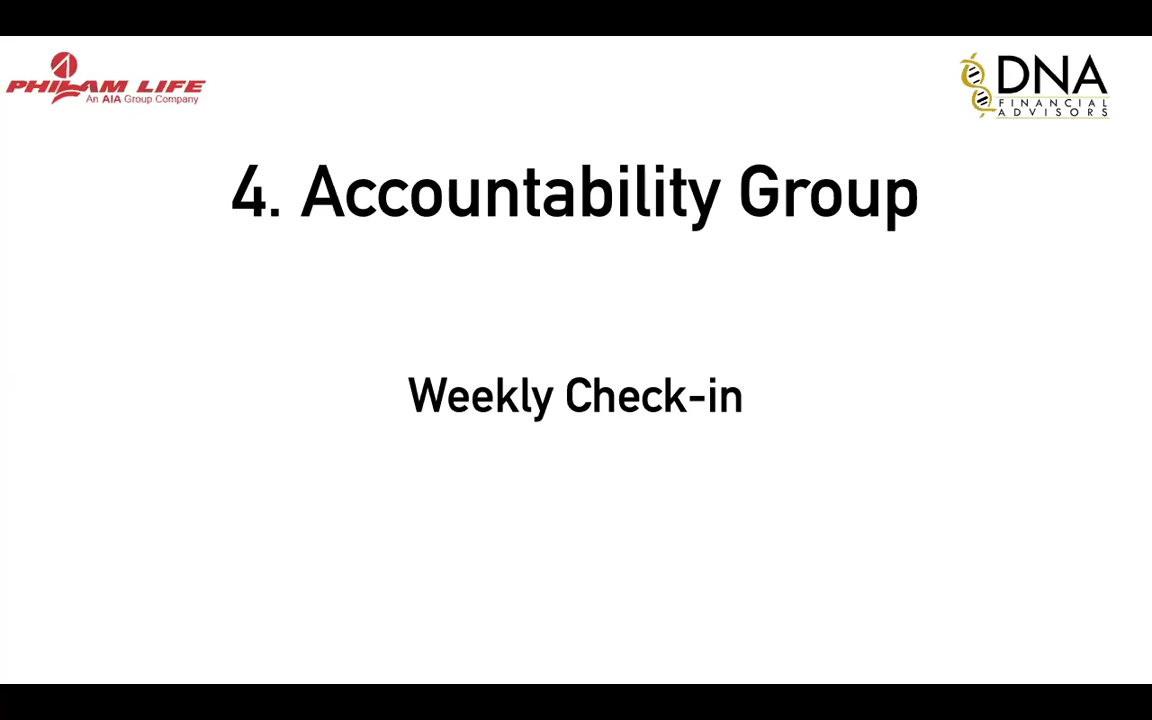 PHILAM LIFE
An AIA Group Company
DNA
FINANCIAL
ADVISORS
4. Accountability Group
Weekly Check-in